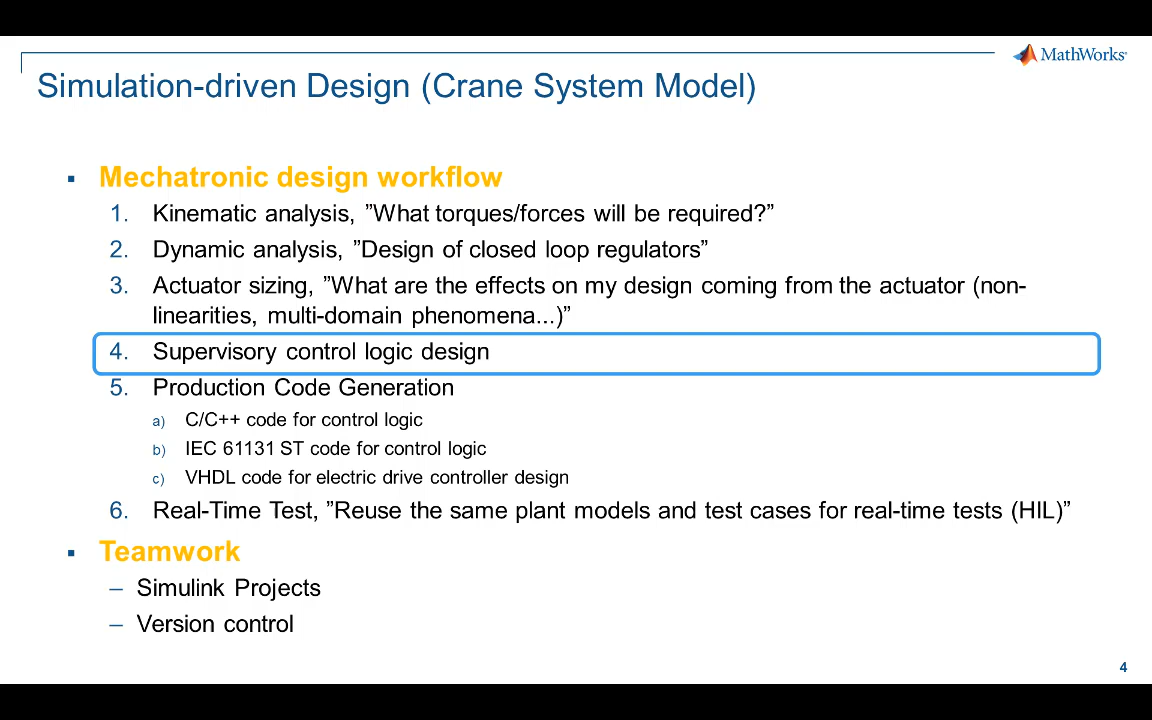 MathWorks
Simulation-driven Design (Crane System Model)
▪ Mechatronic design workflow
1. Kinematic analysis, ”What torques/forces will be required?”
2. Dynamic analysis, ”Design of closed loop regulators”
3. Actuator sizing, ”What are the effects on my design coming from the actuator (non-
linearities, multi-domain phenomena...)”
4. Supervisory control logic design
5. Production Code Generation
a) C/C++ code for control logic
b) IEC 61131 ST code for control logic
c) VHDL code for electric drive controller design
6. Real-Time Test, ”Reuse the same plant models and test cases for real-time tests (HIL)”
▪ Teamwork
– Simulink Projects
– Version control
4